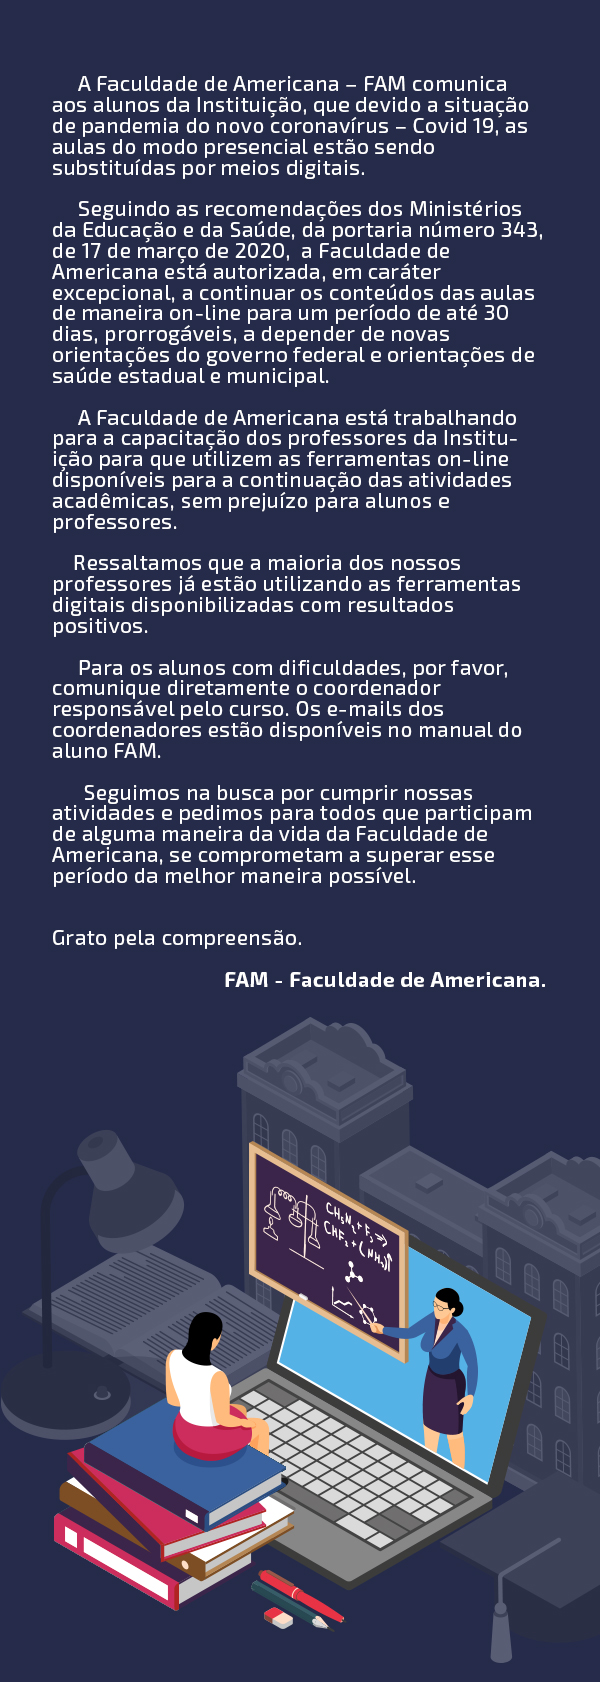 A Faculdade de Americana – FAM comunica
aos alunos da Instituição, que devido a situação
de pandemia do novo coronavírus – Covid 19, as
aulas do modo presencial estão sendo
substituídas por meios digitais.
Seguindo as recomendações dos Ministérios
da Educação e da Saúde, da portaria número 343,
de 17 de março de 2020,  a Faculdade de
Americana está autorizada, em caráter
excepcional, a continuar os conteúdos das aulas
de maneira on-line para um período de até 30
dias, prorrogáveis, a depender de novas
orientações do governo federal e orientações de
saúde estadual e municipal.
A Faculdade de Americana está trabalhando
para a capacitação dos professores da Institu-
ição para que utilizem as ferramentas on-line
disponíveis para a continuação das atividades
acadêmicas, sem prejuízo para alunos e
professores.
Ressaltamos que a maioria dos nossos
professores já estão utilizando as ferramentas
digitais disponibilizadas com resultados
positivos.
Para os alunos com dificuldades, por favor,
comunique diretamente o coordenador
responsável pelo curso. Os e-mails dos
coordenadores estão disponíveis no manual do
aluno FAM.
Seguimos na busca por cumprir nossas
atividades e pedimos para todos que participam
de alguma maneira da vida da Faculdade de
Americana, se comprometam a superar esse
período da melhor maneira possível.
Grato pela compreensão.
FAM - Faculdade de Americana.